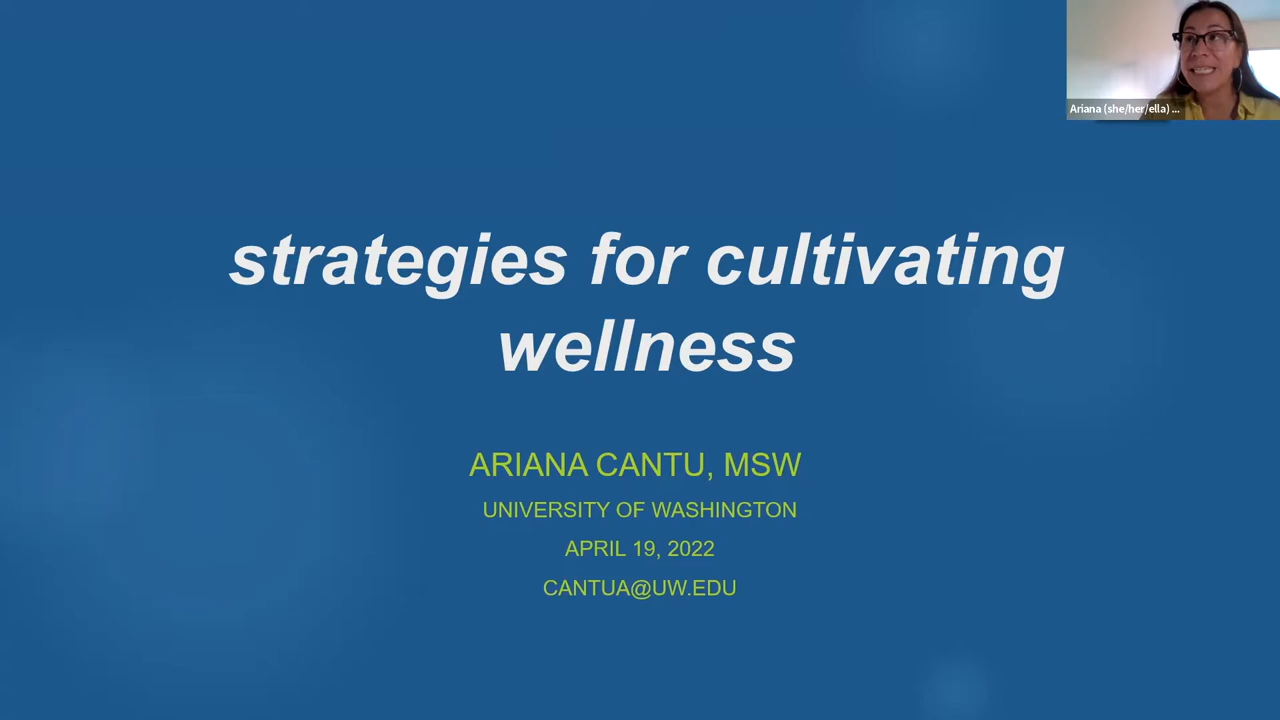 Ariana (she/her/ella) ...
strategies for cultivating
wellness
ARIANA CANTU, MSW
UNIVERSITY OF WASHINGTON
APRIL 19, 2022
CANTUA@UW.EDU